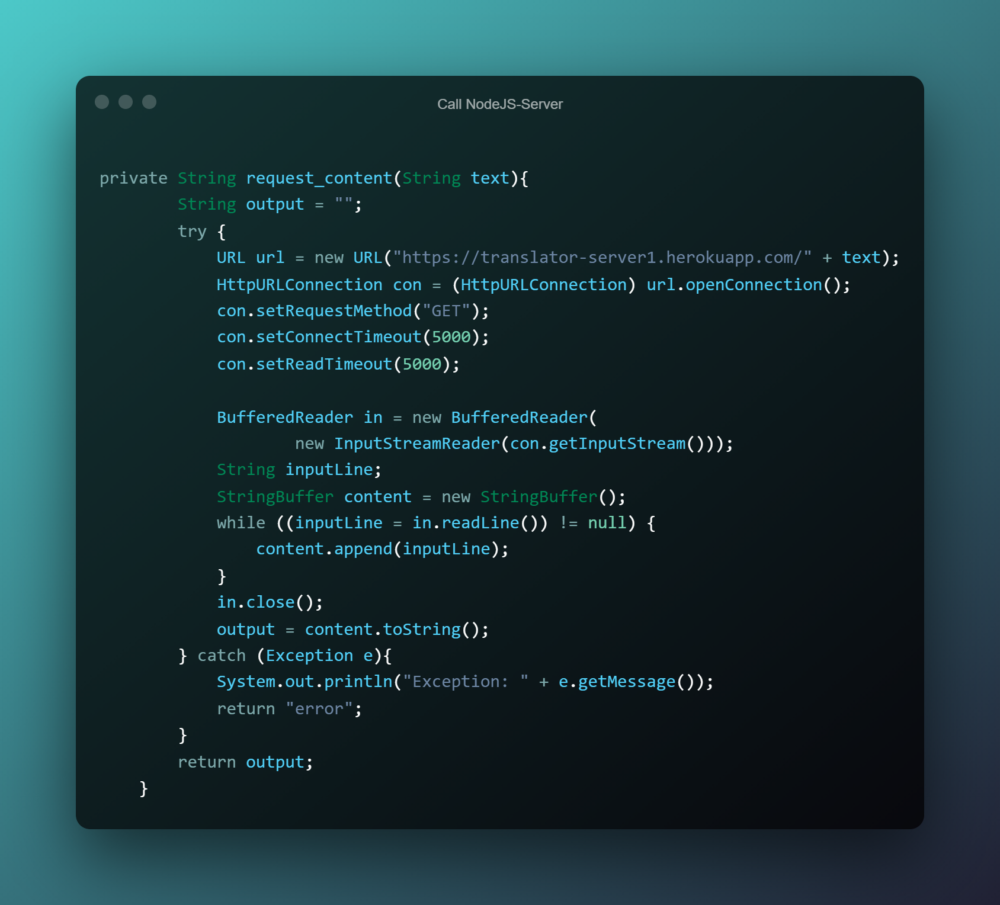 Call NodeJS-Server
private String request_content(String text){
        String output = "";
        try {
            URL url = new URL("https://translator-server1.herokuapp.com/" + text);
            HttpURLConnection con = (HttpURLConnection) url.openConnection();
            con.setRequestMethod("GET");
            con.setConnectTimeout(5000);
            con.setReadTimeout(5000);

            BufferedReader in = new BufferedReader(
                    new InputStreamReader(con.getInputStream()));
            String inputLine;
            StringBuffer content = new StringBuffer();
            while ((inputLine = in.readLine()) != null) {
                content.append(inputLine);
            }
            in.close();
            output = content.toString();
        } catch (Exception e){
            System.out.println("Exception: " + e.getMessage());
            return "error";
        }
        return output;
    }